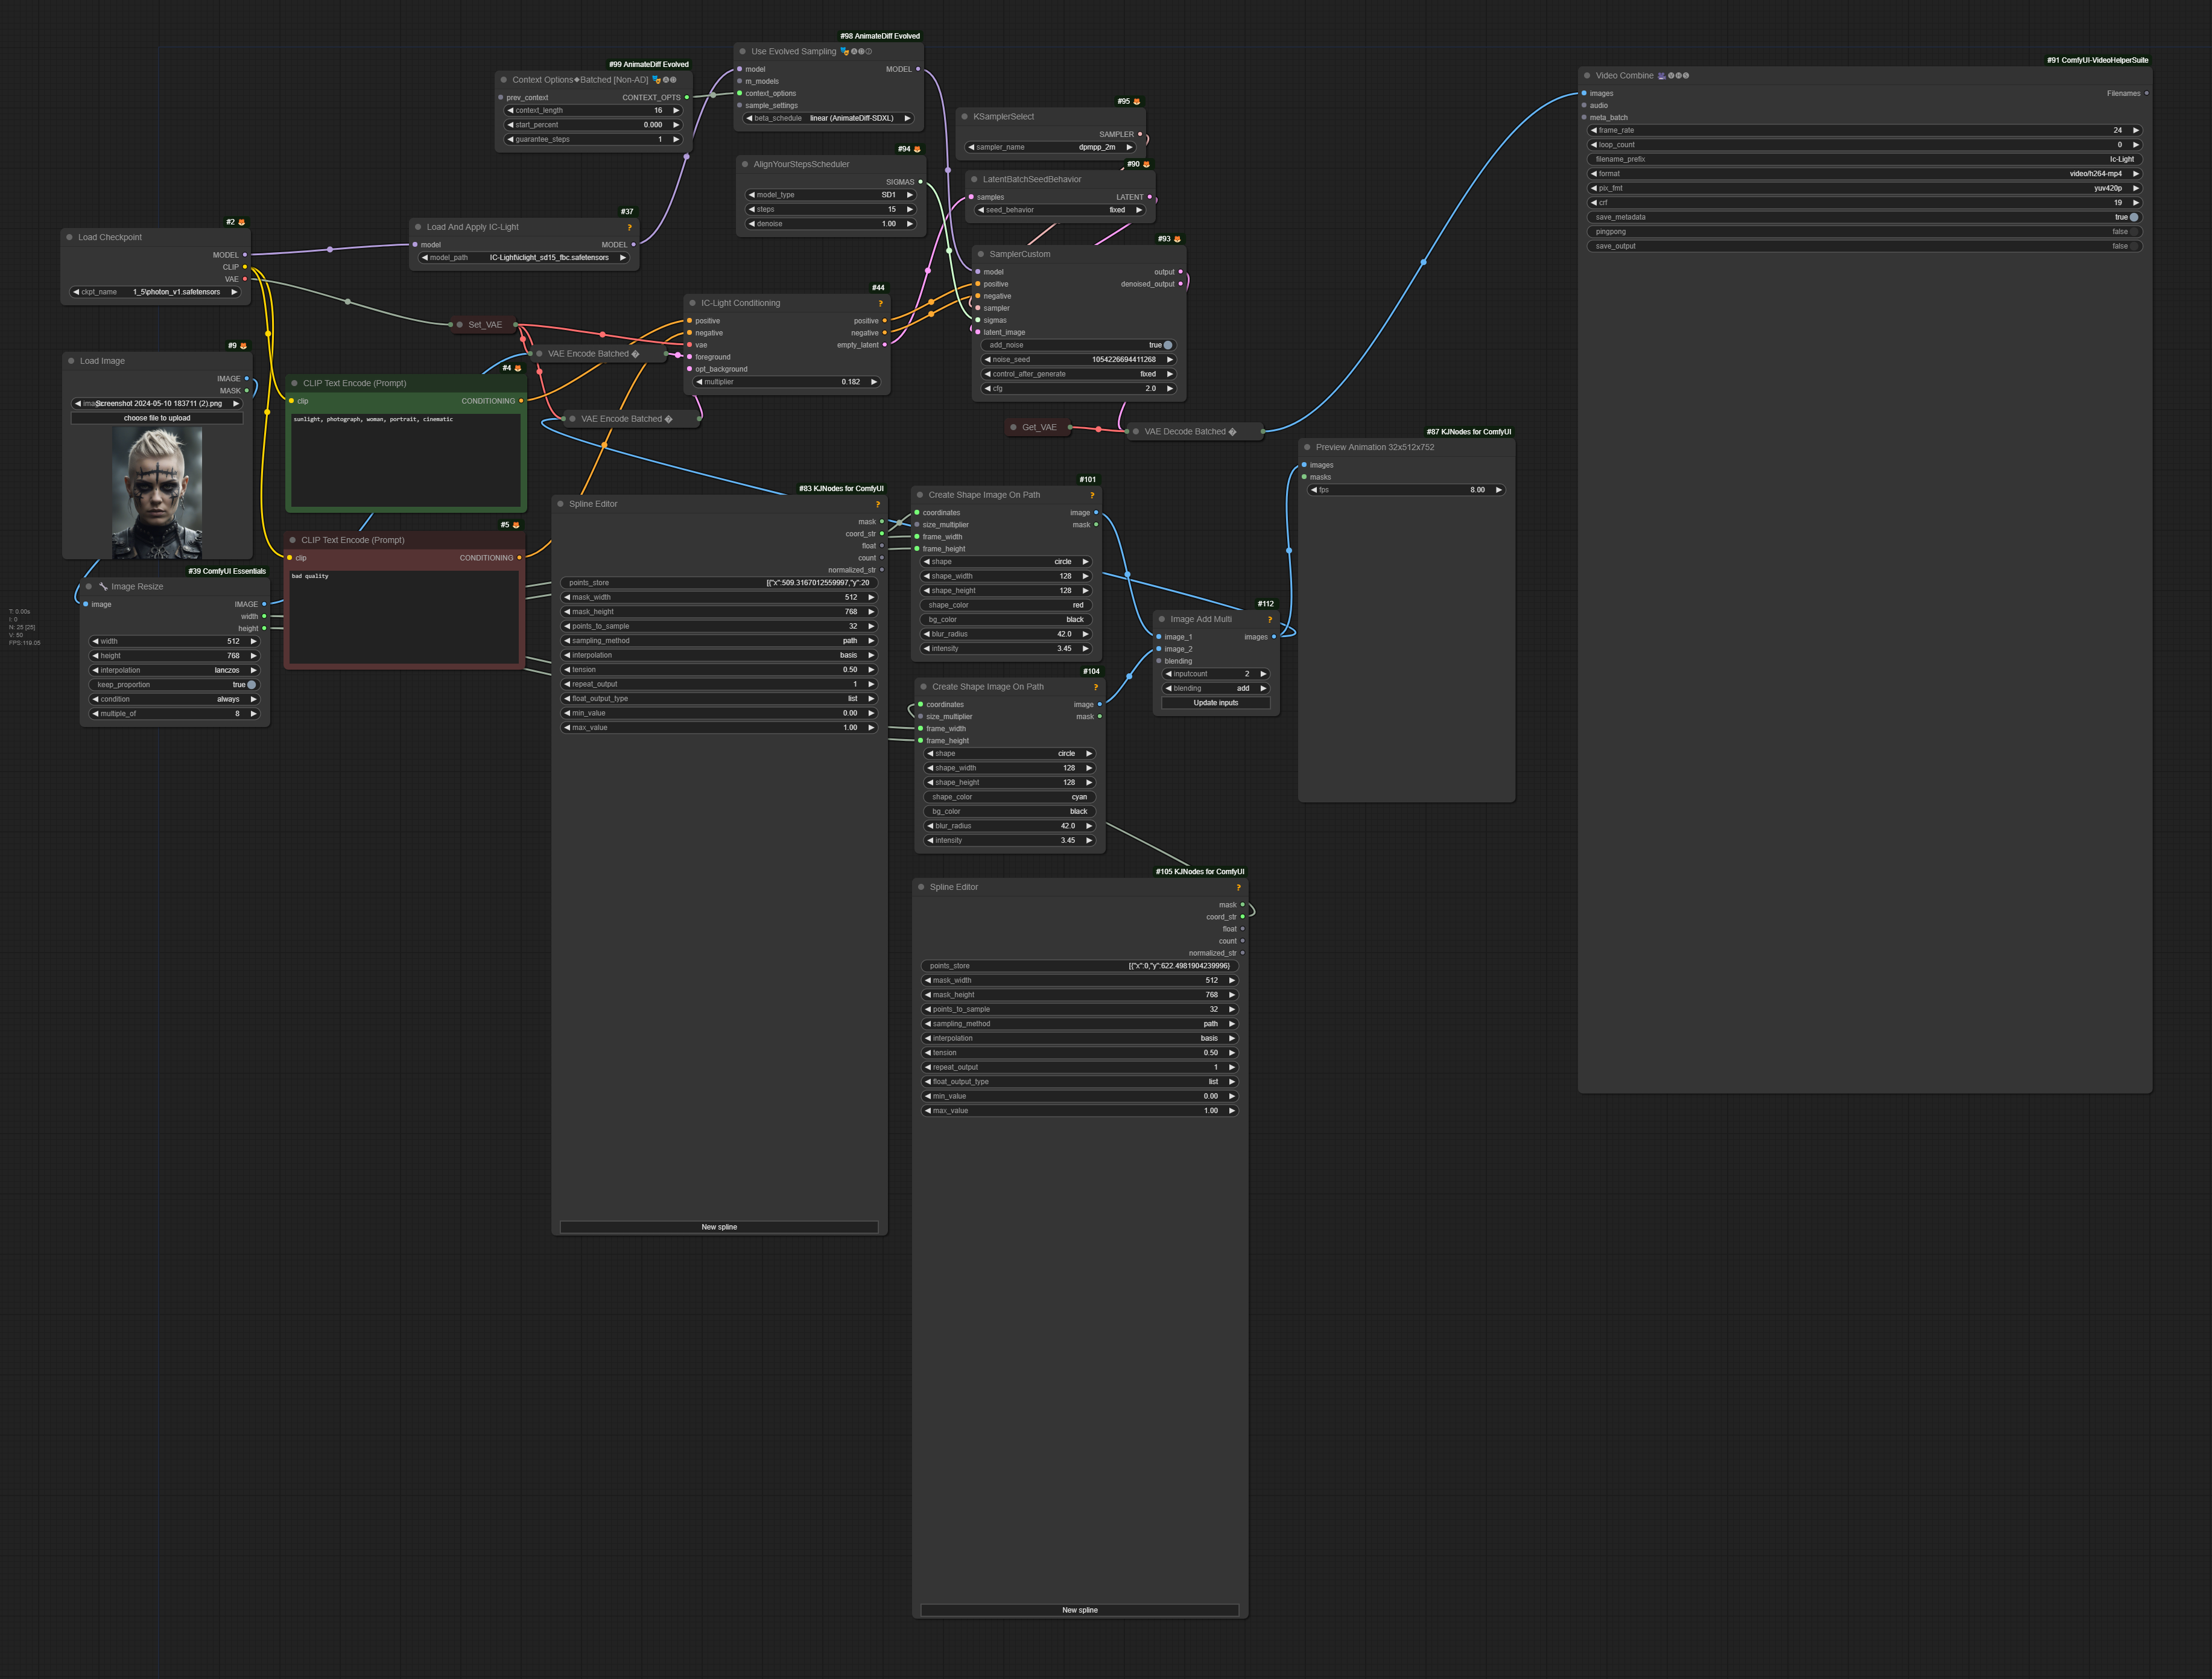 #98 AnimateDiff Evolved
Use Evolved Sampling
model
MODEL
m_models
context_options
sample_settings
beta_schedule linear (AnimateDiff-SDXL)
#99 AnimateDiff Evolved
Context Options◆Batched [Non-AD]
prev_context
CONTEXT_OPTS
context_length 16
start_percent 0.000
guarantee_steps 1
#91 ComfyUI-VideoHelperSuite
Video Combine
images
Filenames
audio
meta_batch
frame_rate 24
loop_count 0
filename_prefix Ic-Light
format video/h264-mp4
pix_fmt yuv420p
crf 19
save_metadata true
pingpong false
save_output false
#95
KSamplerSelect
SAMPLER
sampler_name dpmpp_2m
#94
AlignYourStepsScheduler
SIGMAS
model_type SD1
steps 15
denoise 1.00
#90
LatentBatchSeedBehavior
samples
LATENT
seed_behavior fixed
#2
Load Checkpoint
MODEL
CLIP
VAE
ckpt_name 1_5\photon_v1.safetensors
#37
Load And Apply IC-Light
model
MODEL
model_path IC-Light\iclight_sd15_fbc.safetensors
#93
SamplerCustom
model
output
positive
denoised_output
negative
sampler
sigmas
latent_image
add_noise true
noise_seed 1054226694411268
control_after_generate fixed
cfg 2.0
#44
IC-Light Conditioning
positive
positive
negative
negative
vae
empty_latent
foreground
opt_background
multiplier 0.182
Set_VAE
VAE Encode Batched
VAE Encode Batched
Get_VAE
VAE Decode Batched
#9
Load Image
IMAGE
MASK
Screenshot 2024-05-10 183711 (2).png
choose file to upload
#4
CLIP Text Encode (Prompt)
clip
CONDITIONING
sunlight, photograph, woman, portrait, cinematic
#5
CLIP Text Encode (Prompt)
clip
CONDITIONING
bad quality
#39 ComfyUI Essentials
Image Resize
image
IMAGE
width
height
width 512
height 768
interpolation lanczos
keep_proportion true
condition always
multiple_of 8
T: 0.00s
I: 0
N: 25 [25]
V: 50
FPS:119.05
#83 KJNodes for ComfyUI
Spline Editor
mask
coord_str
float
count
normalized_str
points_store [{"x":509.3167012559997,"y":20
mask_width 512
mask_height 768
points_to_sample 32
sampling_method path
interpolation basis
tension 0.50
repeat_output 1
float_output_type list
min_value 0.00
max_value 1.00
New spline
#101
Create Shape Image On Path
coordinates
image
size_multiplier
mask
frame_width
frame_height
shape circle
shape_width 128
shape_height 128
shape_color red
bg_color black
blur_radius 42.0
intensity 3.45
#104
Create Shape Image On Path
coordinates
image
size_multiplier
mask
frame_width
frame_height
shape circle
shape_width 128
shape_height 128
shape_color cyan
bg_color black
blur_radius 42.0
intensity 3.45
#112
Image Add Multi
image_1
images
image_2
blending
inputcount 2
blending add
Update inputs
#87 KJNodes for ComfyUI
Preview Animation 32x512x752
images
masks
fps 8.00
#105 KJNodes for ComfyUI
Spline Editor
mask
coord_str
float
count
normalized_str
points_store [{"x":0,"y":622.4981904239996}
mask_width 512
mask_height 768
points_to_sample 32
sampling_method path
interpolation basis
tension 0.50
repeat_output 1
float_output_type list
min_value 0.00
max_value 1.00
New spline